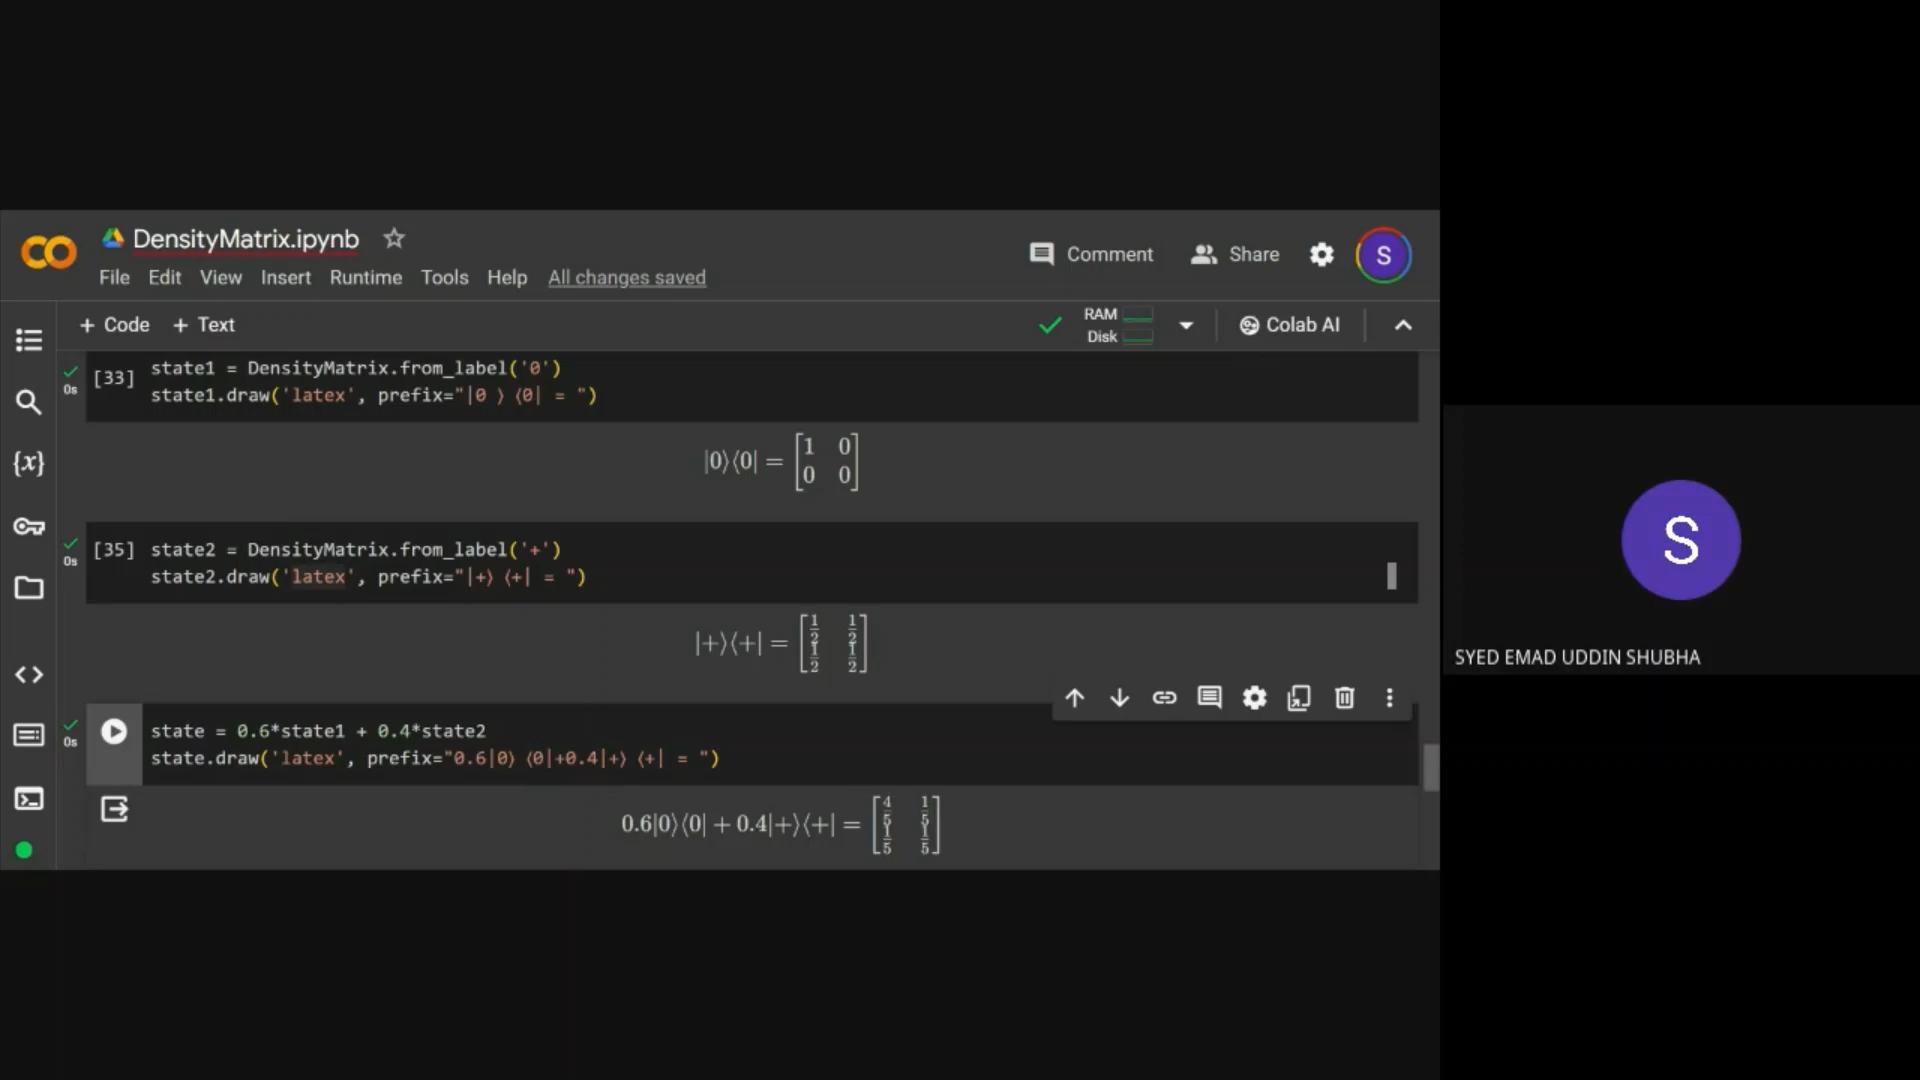 DensityMatrix.ipynb
File Edit View Insert Runtime Tools Help All changes saved
Comment Share S
+ Code + Text
RAM
Disk
Colab AI
0s
[33]
state1 = DensityMatrix.from_label('0')
state1.draw('latex', prefix="|0 ⟩ ⟨0| = ")
|0⟩⟨0| = [1 0
0 0]
0s
[35]
state2 = DensityMatrix.from_label('+')
state2.draw('latex', prefix="|+⟩ ⟨+| = ")
|+⟩⟨+| = [1/2 1/2
1/2 1/2]
0s
state = 0.6*state1 + 0.4*state2
state.draw('latex', prefix="0.6|0⟩ ⟨0|+0.4|+⟩ ⟨+| = ")
0.6|0⟩⟨0| + 0.4|+⟩⟨+| = [4/5 1/5
1/5 1/5]
{x}
S
SYED EMAD UDDIN SHUBHA